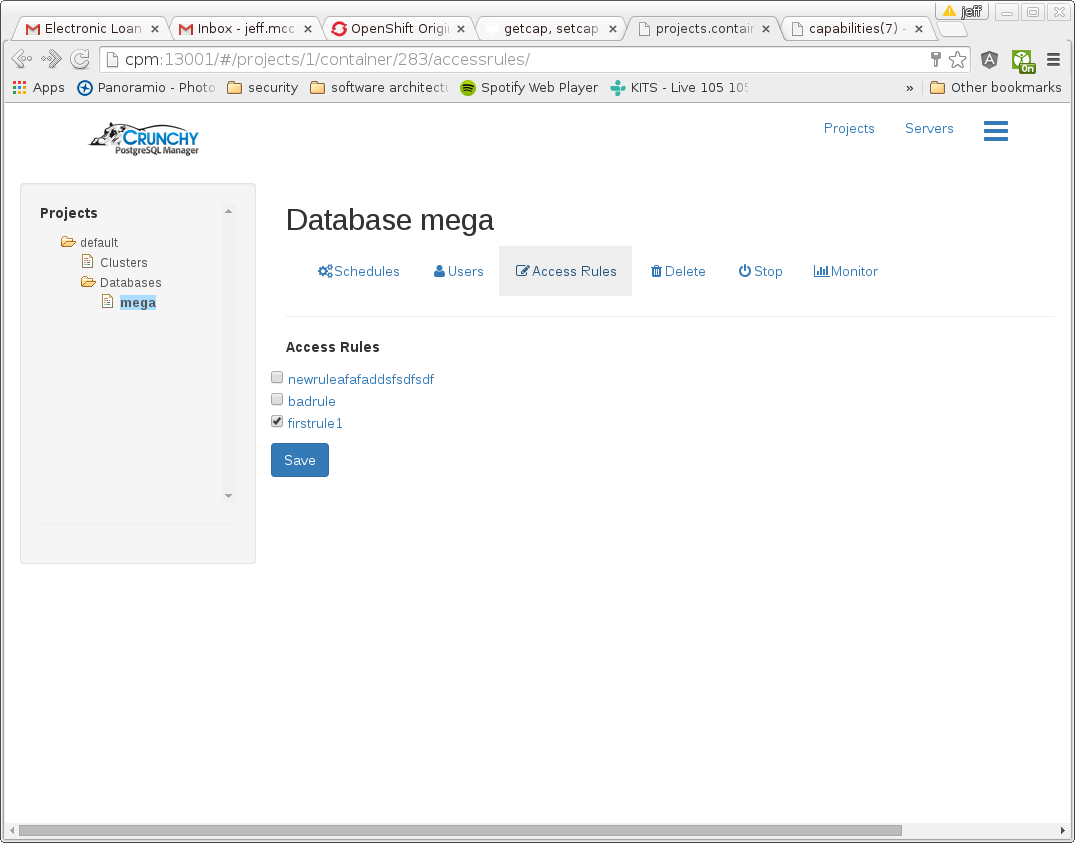 jeff
Electronic Loan
Inbox - jeff.mcc
OpenShift Origi
getcap, setcap
projects.contain
capabilities(7) -
cpm:13001/#/projects/1/container/283/accessrules/
On
Apps
Panoramio - Photo
security
software architectu
Spotify Web Player
KITS - Live 105 105
»
Other bookmarks
CRUNCHY
PostgreSQL Manager
Projects
Servers
Projects
default
Clusters
Databases
mega
Database mega
Schedules
Users
Access Rules
Delete
Stop
Monitor
Access Rules
newruleafafaddsfsdfsdf
badrule
firstrule1
Save